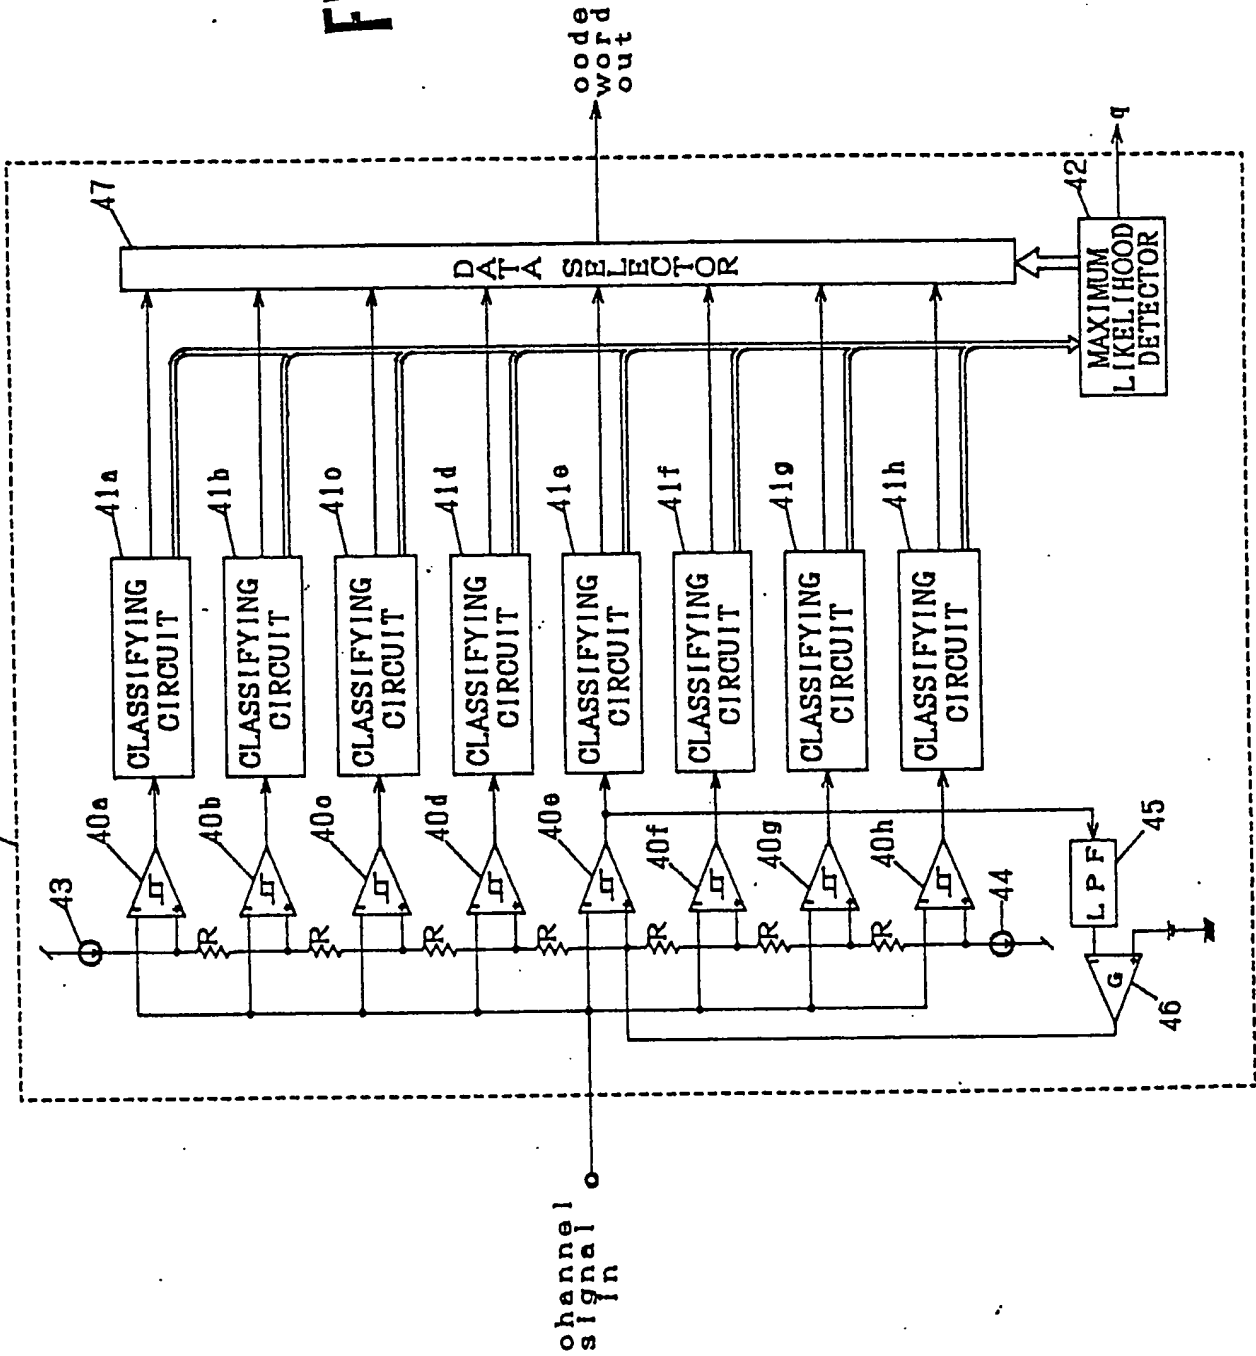 channel
signal
in
43
40a
40b
40c
40d
40e
40f
40g
40h
44
R
R
R
R
R
R
R
CLASSIFYING
CIRCUIT
41a
CLASSIFYING
CIRCUIT
41b
CLASSIFYING
CIRCUIT
41c
CLASSIFYING
CIRCUIT
41d
CLASSIFYING
CIRCUIT
41e
CLASSIFYING
CIRCUIT
41f
CLASSIFYING
CIRCUIT
41g
CLASSIFYING
CIRCUIT
41h
47
DATA SELECTOR
code
word
out
LPF
45
G
46
42
MAXIMUM
LIKELIHOOD
DETECTOR
q